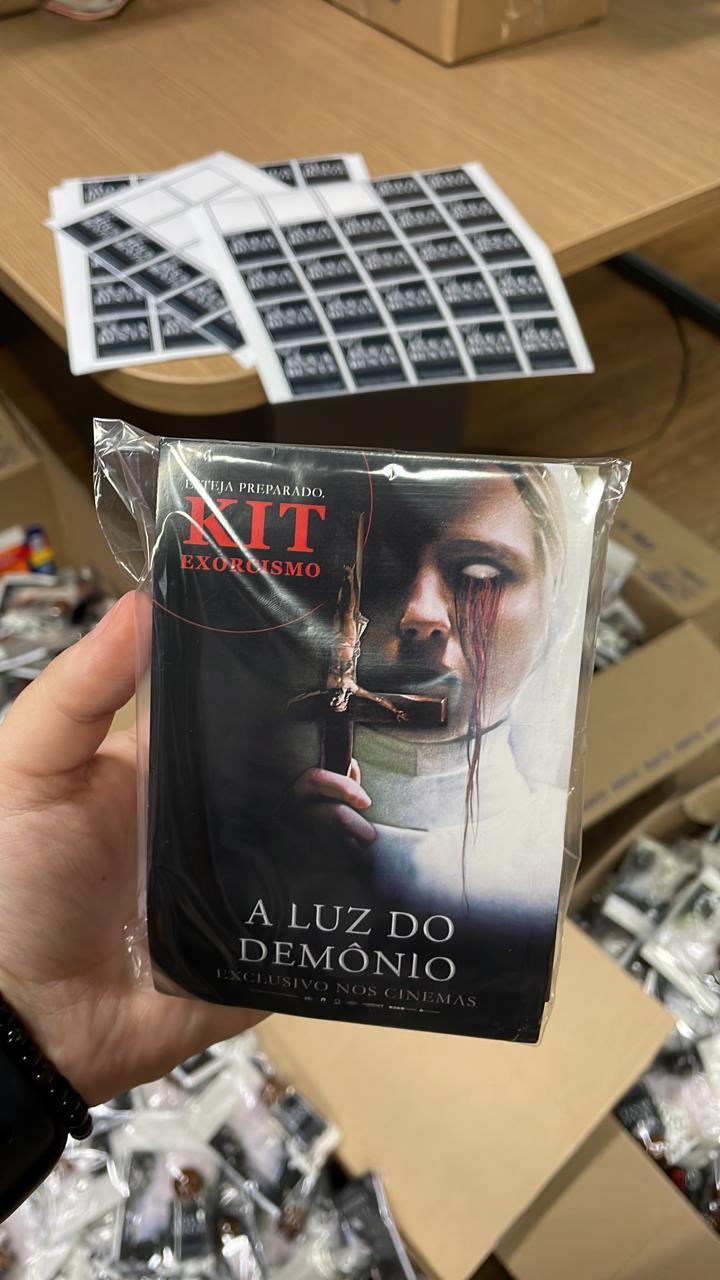 ESTEJA PREPARADO.
KIT
EXORCISMO
A LUZ DO
DEMÔNIO
EXCLUSIVO NOS CINEMAS